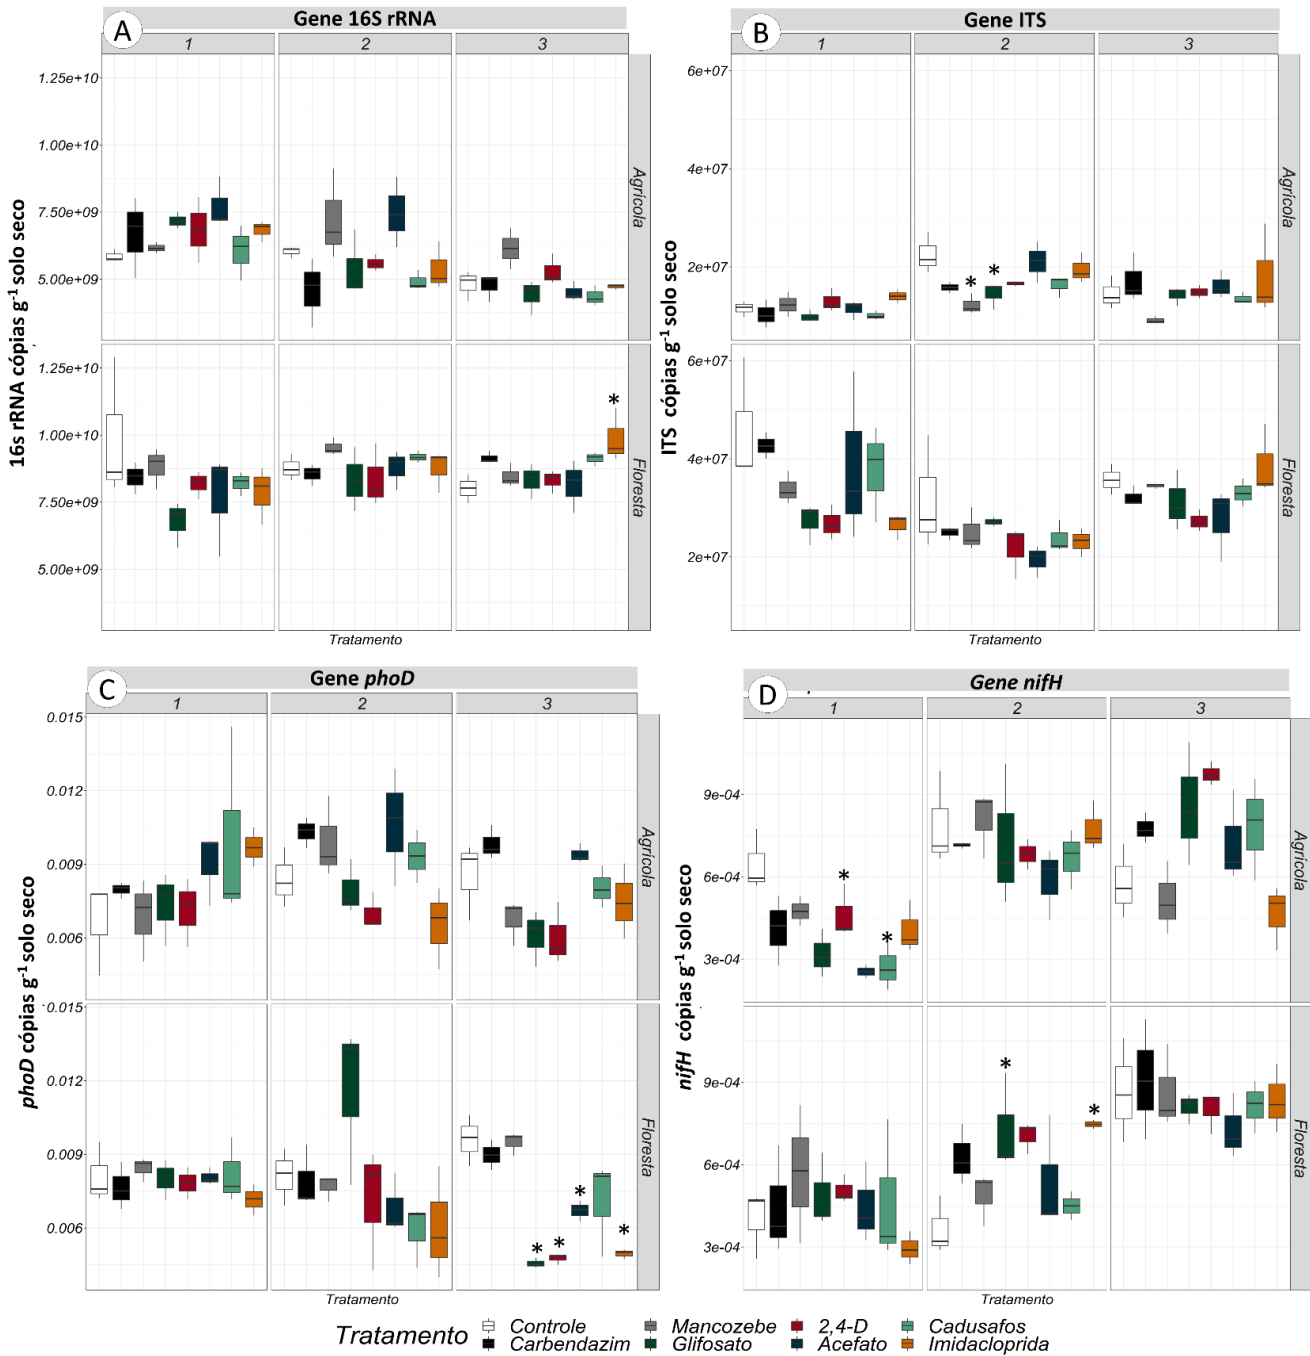 A
Gene 16S rRNA
1
2
3
16s rRNA cópias g⁻¹ solo seco
1.25e+10
1.00e+10
7.50e+09
5.00e+09
Agrícola
1.25e+10
1.00e+10
7.50e+09
5.00e+09
*
Floresta
Tratamento
B
Gene ITS
1
2
3
ITS cópias g⁻¹ solo seco
6e+07
4e+07
2e+07
* *
Agrícola
6e+07
4e+07
2e+07
Floresta
Tratamento
C
Gene phoD
1
2
3
phoD cópias g⁻¹ solo seco
0.015
0.012
0.009
0.006
Agrícola
0.015
0.012
0.009
0.006
* * * *
Floresta
Tratamento
D
Gene nifH
1
2
3
nifH cópias g⁻¹ solo seco
9e-04
6e-04
3e-04
* *
Agrícola
9e-04
6e-04
3e-04
* *
Floresta
Tratamento
Tratamento
Controle
Mancozebe
2,4-D
Cadusafos
Carbendazim
Glifosato
Acefato
Imidacloprida